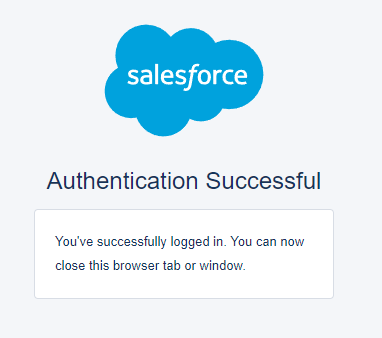 salesforce
Authentication Successful
You've successfully logged in. You can now
close this browser tab or window.